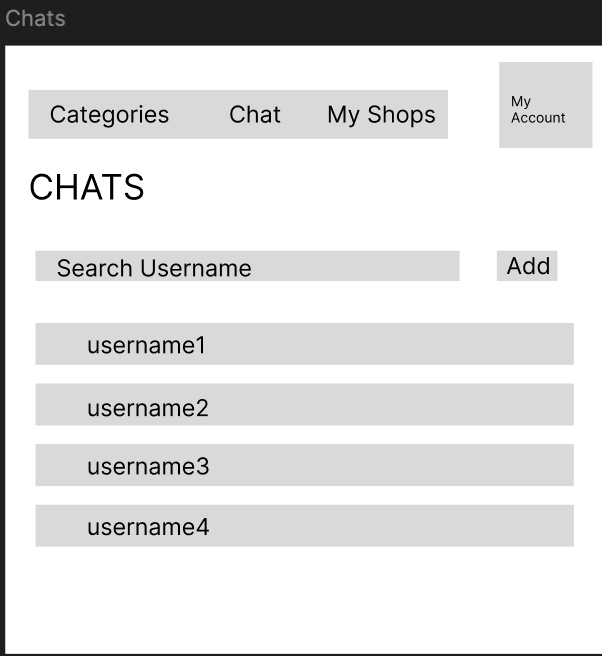 Chats
Categories Chat My Shops
My
Account
CHATS
Search Username Add
username1
username2
username3
username4